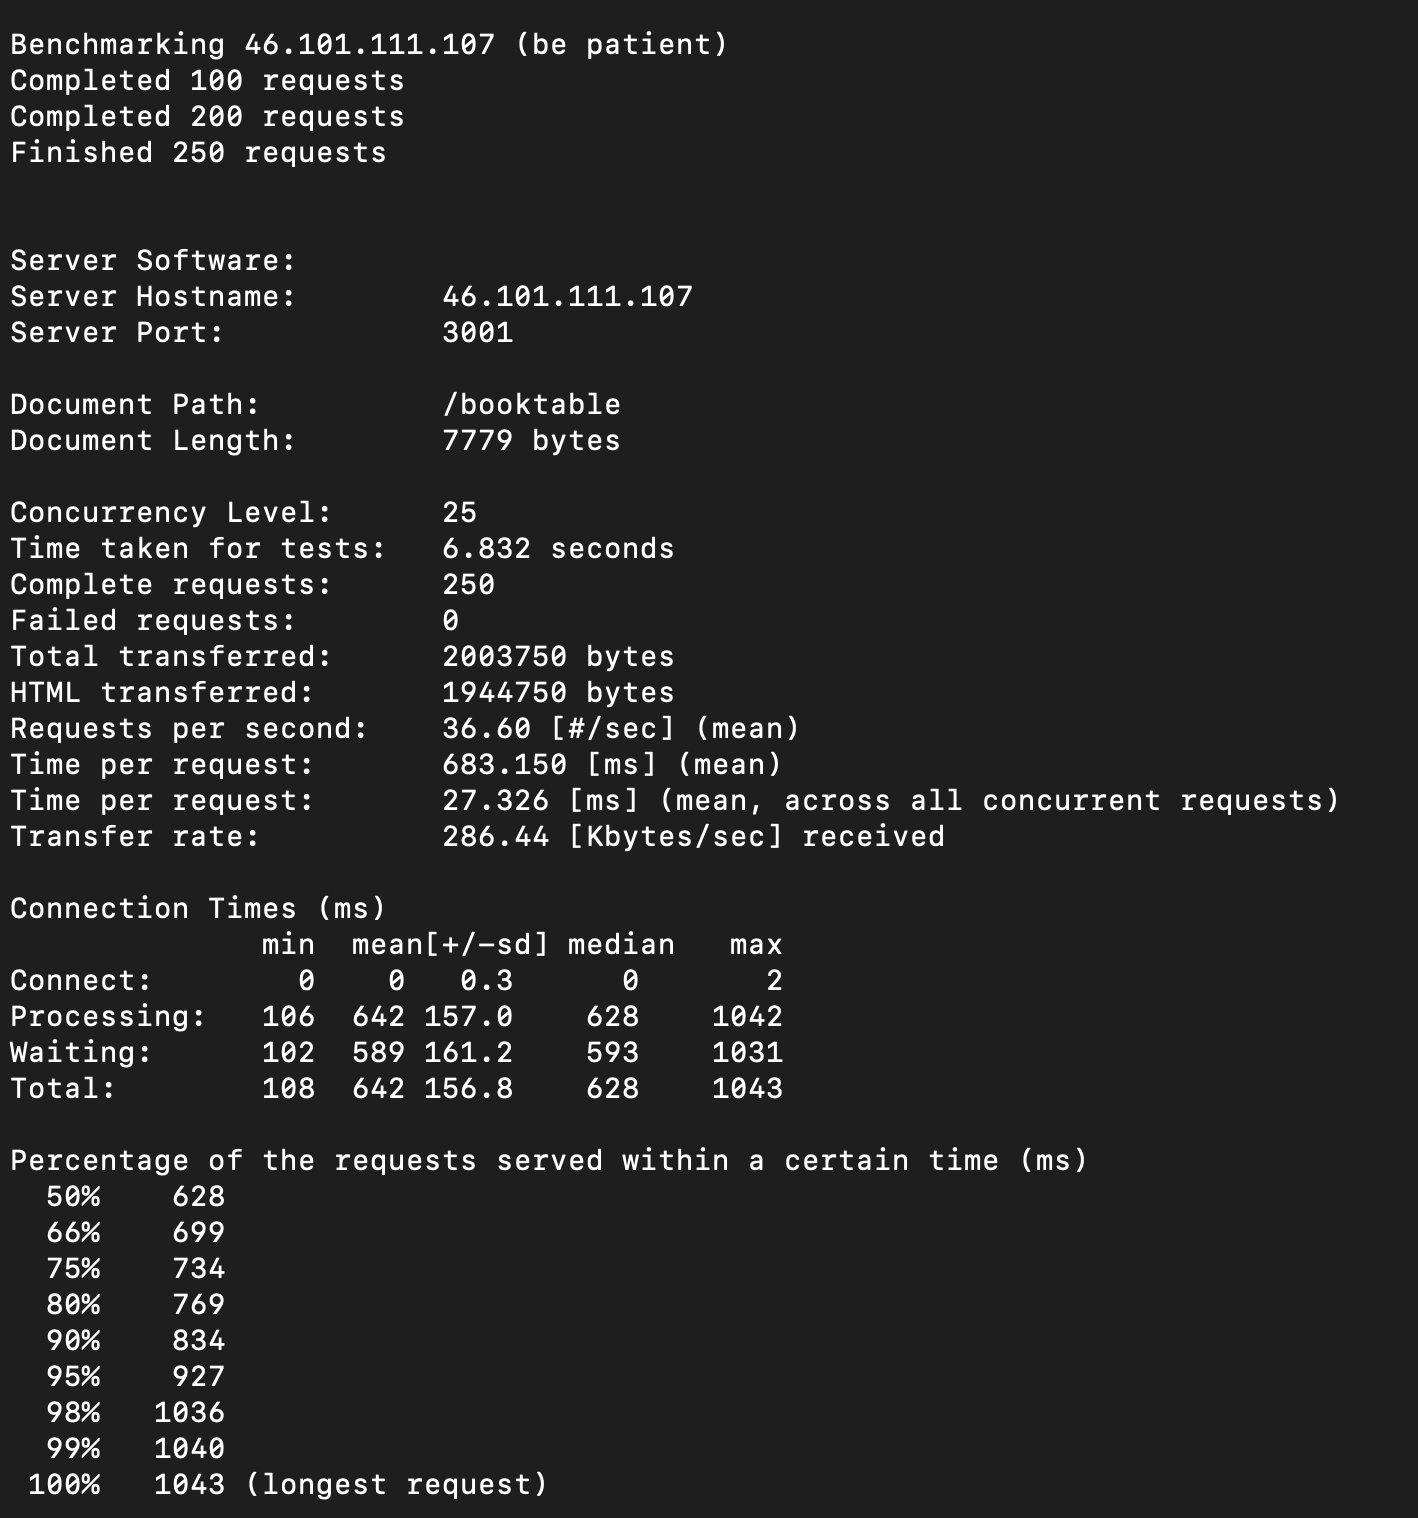 Benchmarking 46.101.111.107 (be patient)
Completed 100 requests
Completed 200 requests
Finished 250 requests


Server Software:
Server Hostname:        46.101.111.107
Server Port:            3001

Document Path:          /booktable
Document Length:        7779 bytes

Concurrency Level:      25
Time taken for tests:   6.832 seconds
Complete requests:      250
Failed requests:        0
Total transferred:      2003750 bytes
HTML transferred:       1944750 bytes
Requests per second:    36.60 [#/sec] (mean)
Time per request:       683.150 [ms] (mean)
Time per request:       27.326 [ms] (mean, across all concurrent requests)
Transfer rate:          286.44 [Kbytes/sec] received

Connection Times (ms)
              min  mean[+/-sd] median   max
Connect:        0    0   0.3      0       2
Processing:   106  642 157.0    628    1042
Waiting:      102  589 161.2    593    1031
Total:        108  642 156.8    628    1043

Percentage of the requests served within a certain time (ms)
  50%    628
  66%    699
  75%    734
  80%    769
  90%    834
  95%    927
  98%   1036
  99%   1040
 100%   1043 (longest request)